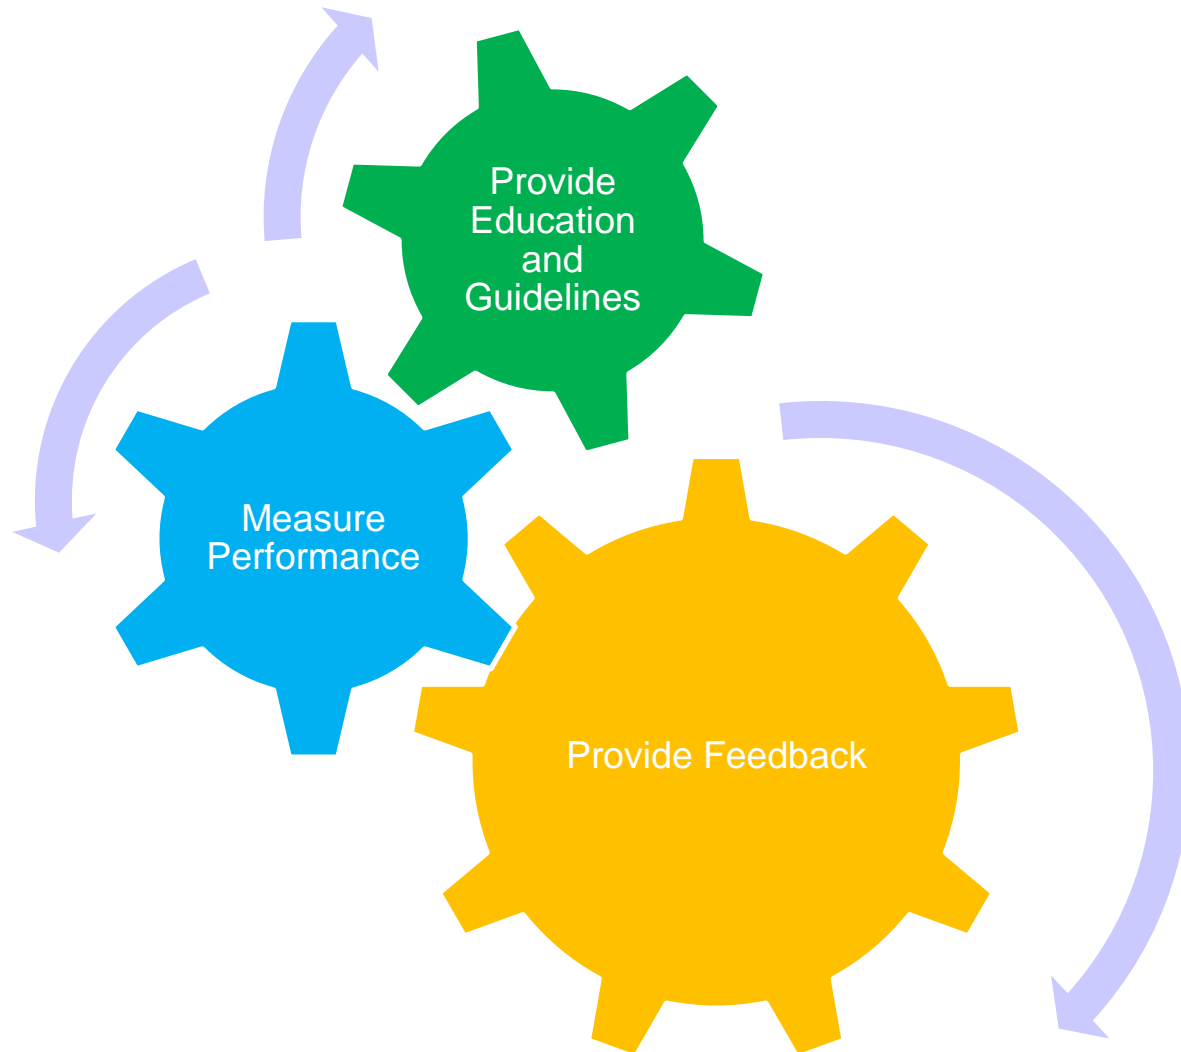 Provide
Education
and
Guidelines
Measure
Performance
Provide Feedback